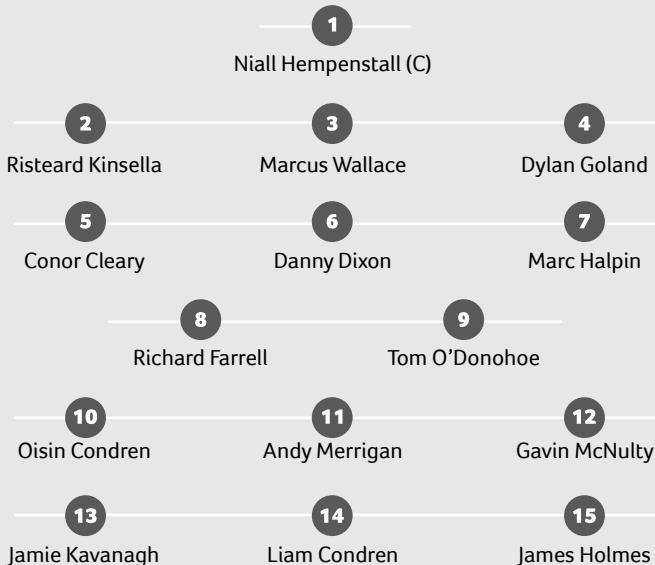 1
Niall Hempenstall (C)
2 3 4
Risteard Kinsella Marcus Wallace Dylan Goland
5 6 7
Conor Cleary Danny Dixon Marc Halpin
8 9
Richard Farrell Tom O'Donohoe
10 11 12
Oisin Condren Andy Merrigan Gavin McNulty
13 14 15
Jamie Kavanagh Liam Condren James Holmes